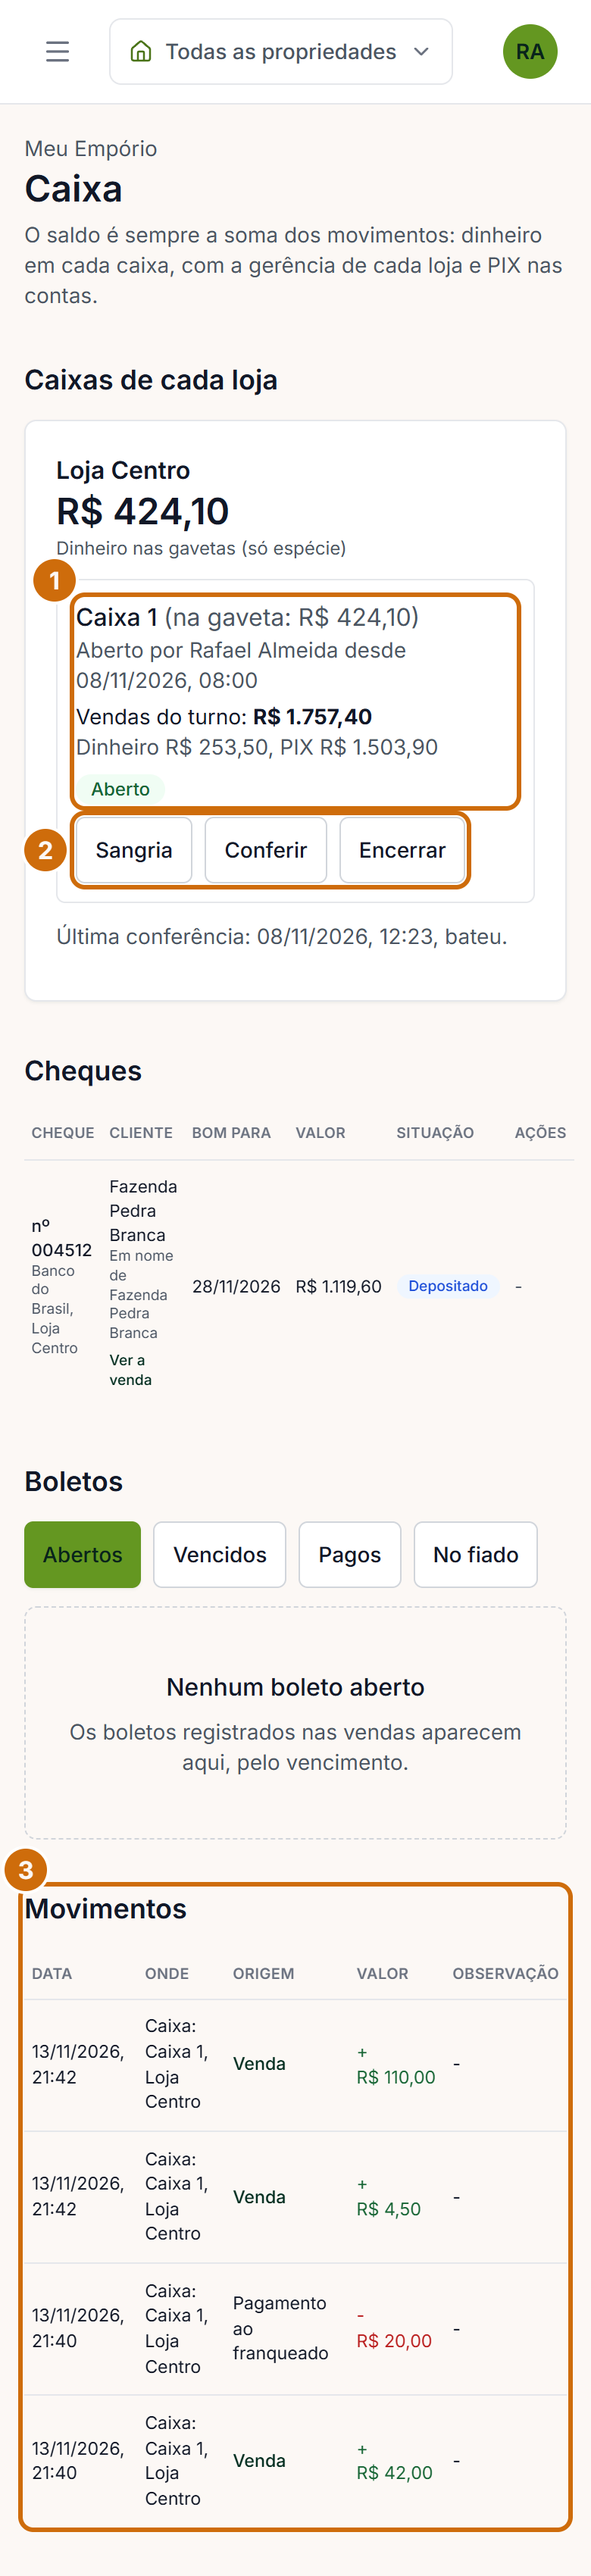 Todas as propriedades
RA
Meu Empório
Caixa
O saldo é sempre a soma dos movimentos: dinheiro
em cada caixa, com a gerência de cada loja e PIX nas
contas.
Caixas de cada loja
Loja Centro
R$ 424,10
Dinheiro nas gavetas (só espécie)
1
Caixa 1 (na gaveta: R$ 424,10)
Aberto por Rafael Almeida desde
08/11/2026, 08:00
Vendas do turno: R$ 1.757,40
Dinheiro R$ 253,50, PIX R$ 1.503,90
Aberto
2
Sangria Conferir Encerrar
Última conferência: 08/11/2026, 12:23, bateu.
Cheques
CHEQUE CLIENTE BOM PARA VALOR SITUAÇÃO AÇÕES
nº
004512
Banco
do
Brasil,
Loja
Centro
Fazenda
Pedra
Branca
Em nome
de
Fazenda
Pedra
Branca
Ver a
venda
28/11/2026 R$ 1.119,60 Depositado -
Boletos
Abertos Vencidos Pagos No fiado
Nenhum boleto aberto
Os boletos registrados nas vendas aparecem
aqui, pelo vencimento.
3
Movimentos
DATA ONDE ORIGEM VALOR OBSERVAÇÃO
13/11/2026,
21:42
Caixa:
Caixa 1,
Loja
Centro
Venda
+
R$ 110,00
-
13/11/2026,
21:42
Caixa:
Caixa 1,
Loja
Centro
Venda
+
R$ 4,50
-
13/11/2026,
21:40
Caixa:
Caixa 1,
Loja
Centro
Pagamento
ao
franqueado
-
R$ 20,00
-
13/11/2026,
21:40
Caixa:
Caixa 1,
Loja
Centro
Venda
+
R$ 42,00
-